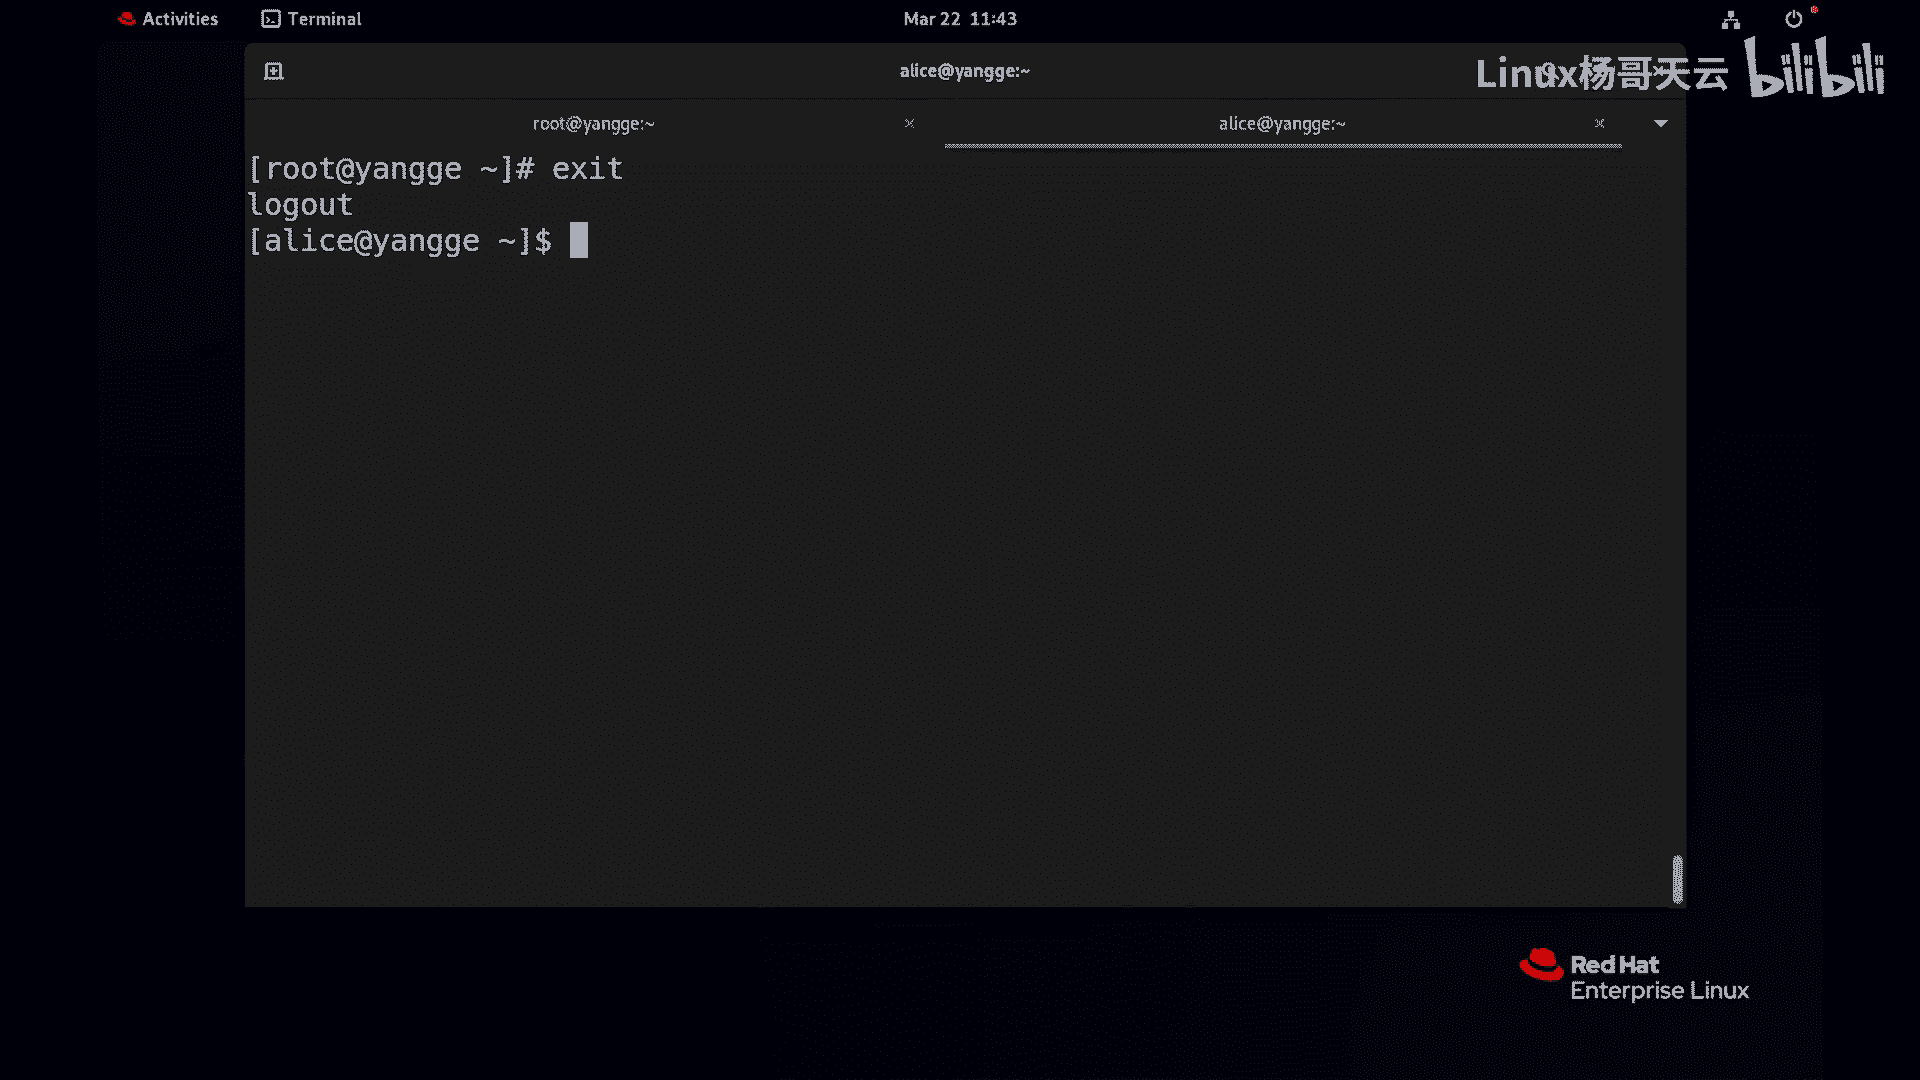 Activities Terminal Mar 22 11:43
alice@yangge:~
Linux杨哥天云 bilibili
root@yangge:~ alice@yangge:~
[root@yangge ~]# exit
logout
[alice@yangge ~]$
Red Hat
Enterprise Linux